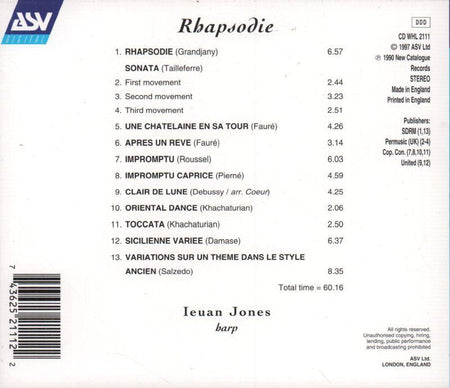 ASV
DIGITAL
Rhapsodie
DDD
CD WHL 2111
© 1997 ASV Ltd
℗ 1990 New Catalogue
Records
STEREO
Made in England
Printed in England
Publishers:
SDRM (1,13)
Permusic (UK) (2-4)
Cop. Con. (7,8,10,11)
United (9,12)
1. RHAPSODIE (Grandjany) 6.57
SONATA (Tailleferre)
2. First movement 2.44
3. Second movement 3.23
4. Third movement 2.51
5. UNE CHATELAINE EN SA TOUR (Fauré) 4.26
6. APRES UN REVE (Fauré) 3.14
7. IMPROMPTU (Roussel) 6.03
8. IMPROMPTU CAPRICE (Pierné) 4.59
9. CLAIR DE LUNE (Debussy / arr. Coeur) 4.25
10. ORIENTAL DANCE (Khachaturian) 2.06
11. TOCCATA (Khachaturian) 2.50
12. SICILIENNE VARIEE (Damase) 6.37
13. VARIATIONS SUR UN THEME DANS LE STYLE
ANCIEN (Salzedo) 8.35
Total time = 60.16
Ieuan Jones
harp
7 43625 21112 2
All rights reserved.
Unauthorised copying, hiring,
lending, public performance
and broadcasting prohibited
ASV Ltd.
LONDON, ENGLAND